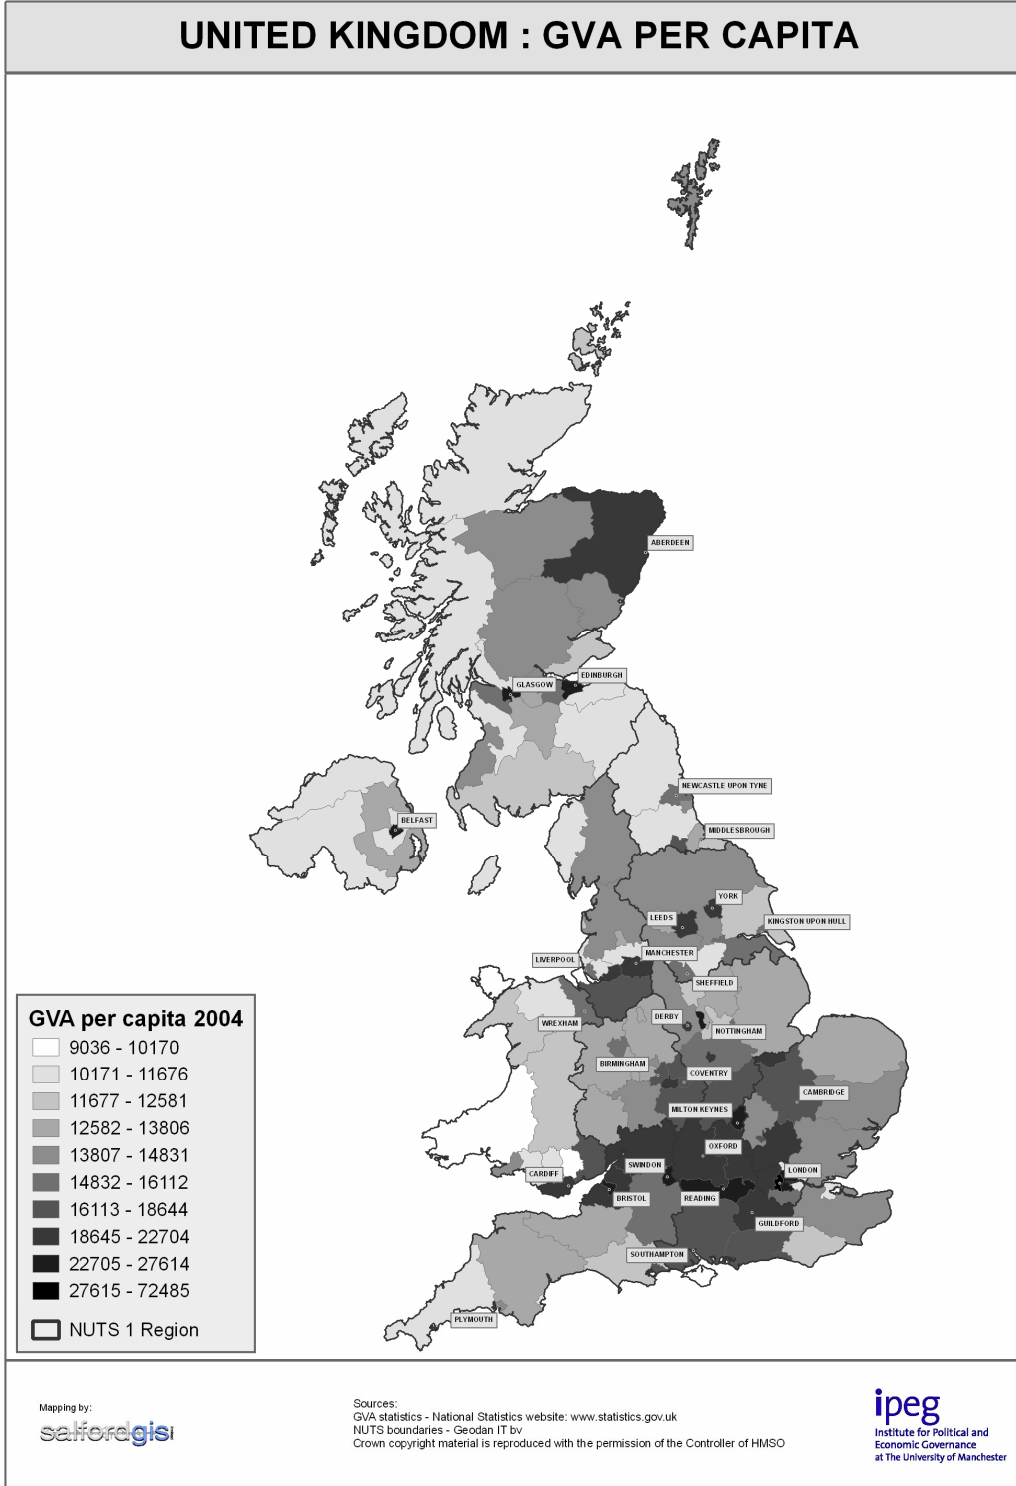 UNITED KINGDOM : GVA PER CAPITA
ABERDEEN
EDINBURGH
GLASGOW
NEWCASTLE UPON TYNE
BELFAST
MIDDLESBROUGH
YORK
LEEDS
KINGSTON UPON HULL
MANCHESTER
LIVERPOOL
SHEFFIELD
WREXHAM
DERBY
NOTTINGHAM
BIRMINGHAM
COVENTRY
CAMBRIDGE
MILTON KEYNES
OXFORD
SWINDON
LONDON
CARDIFF
BRISTOL
READING
GUILDFORD
SOUTHAMPTON
PLYMOUTH
GVA per capita 2004
9036 - 10170
10171 - 11676
11677 - 12581
12582 - 13806
13807 - 14831
14832 - 16112
16113 - 18644
18645 - 22704
22705 - 27614
27615 - 72485
NUTS 1 Region
Mapping by:
salfordgis
Sources:
GVA statistics - National Statistics website: www.statistics.gov.uk
NUTS boundaries - Geodan IT bv
Crown copyright material is reproduced with the permission of the Controller of HMSO
ipeg
Institute for Political and
Economic Governance
at The University of Manchester